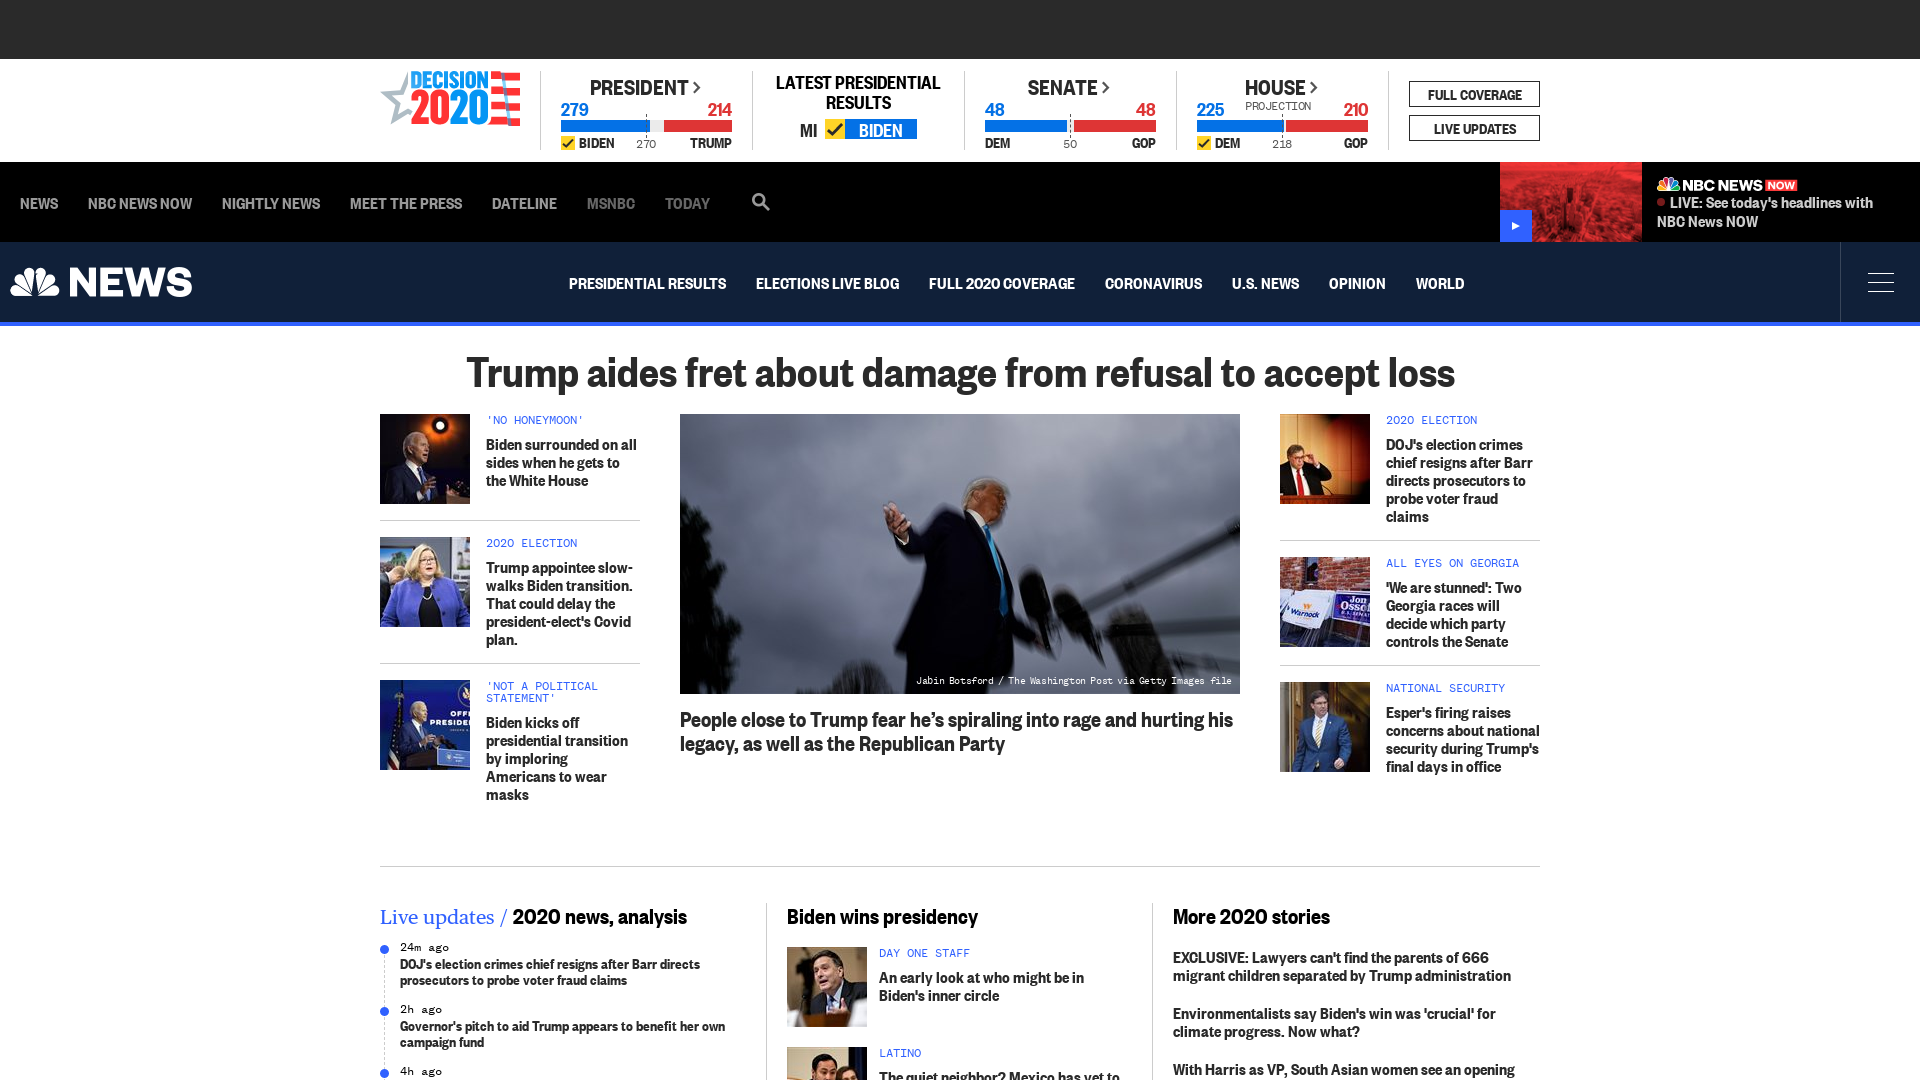 DECISION
2020
PRESIDENT
279
214
BIDEN
270
TRUMP
LATEST PRESIDENTIAL
RESULTS
MI
BIDEN
SENATE
48
48
DEM
50
GOP
HOUSE
225
PROJECTION
210
DEM
218
GOP
FULL COVERAGE
LIVE UPDATES
NEWS
NBC NEWS NOW
NIGHTLY NEWS
MEET THE PRESS
DATELINE
MSNBC
TODAY
NBC NEWS NOW
LIVE: See today's headlines with
NBC News NOW
NEWS
PRESIDENTIAL RESULTS
ELECTIONS LIVE BLOG
FULL 2020 COVERAGE
CORONAVIRUS
U.S. NEWS
OPINION
WORLD
Trump aides fret about damage from refusal to accept loss
'NO HONEYMOON'
Biden surrounded on all
sides when he gets to
the White House
2020 ELECTION
Trump appointee slow-
walks Biden transition.
That could delay the
president-elect's Covid
plan.
'NOT A POLITICAL
STATEMENT'
Biden kicks off
presidential transition
by imploring
Americans to wear
masks
Jabin Botsford / The Washington Post via Getty Images file
People close to Trump fear he’s spiraling into rage and hurting his
legacy, as well as the Republican Party
2020 ELECTION
DOJ's election crimes
chief resigns after Barr
directs prosecutors to
probe voter fraud
claims
Warnock
Jon
ALL EYES ON GEORGIA
'We are stunned': Two
Georgia races will
decide which party
controls the Senate
NATIONAL SECURITY
Esper's firing raises
concerns about national
security during Trump's
final days in office
Live updates / 2020 news, analysis
24m ago
DOJ's election crimes chief resigns after Barr directs
prosecutors to probe voter fraud claims
2h ago
Governor's pitch to aid Trump appears to benefit her own
campaign fund
4h ago
Biden wins presidency
DAY ONE STAFF
An early look at who might be in
Biden's inner circle
LATINO
The quiet neighbor? Mexico has yet to
More 2020 stories
EXCLUSIVE: Lawyers can't find the parents of 666
migrant children separated by Trump administration
Environmentalists say Biden's win was 'crucial' for
climate progress. Now what?
With Harris as VP, South Asian women see an opening